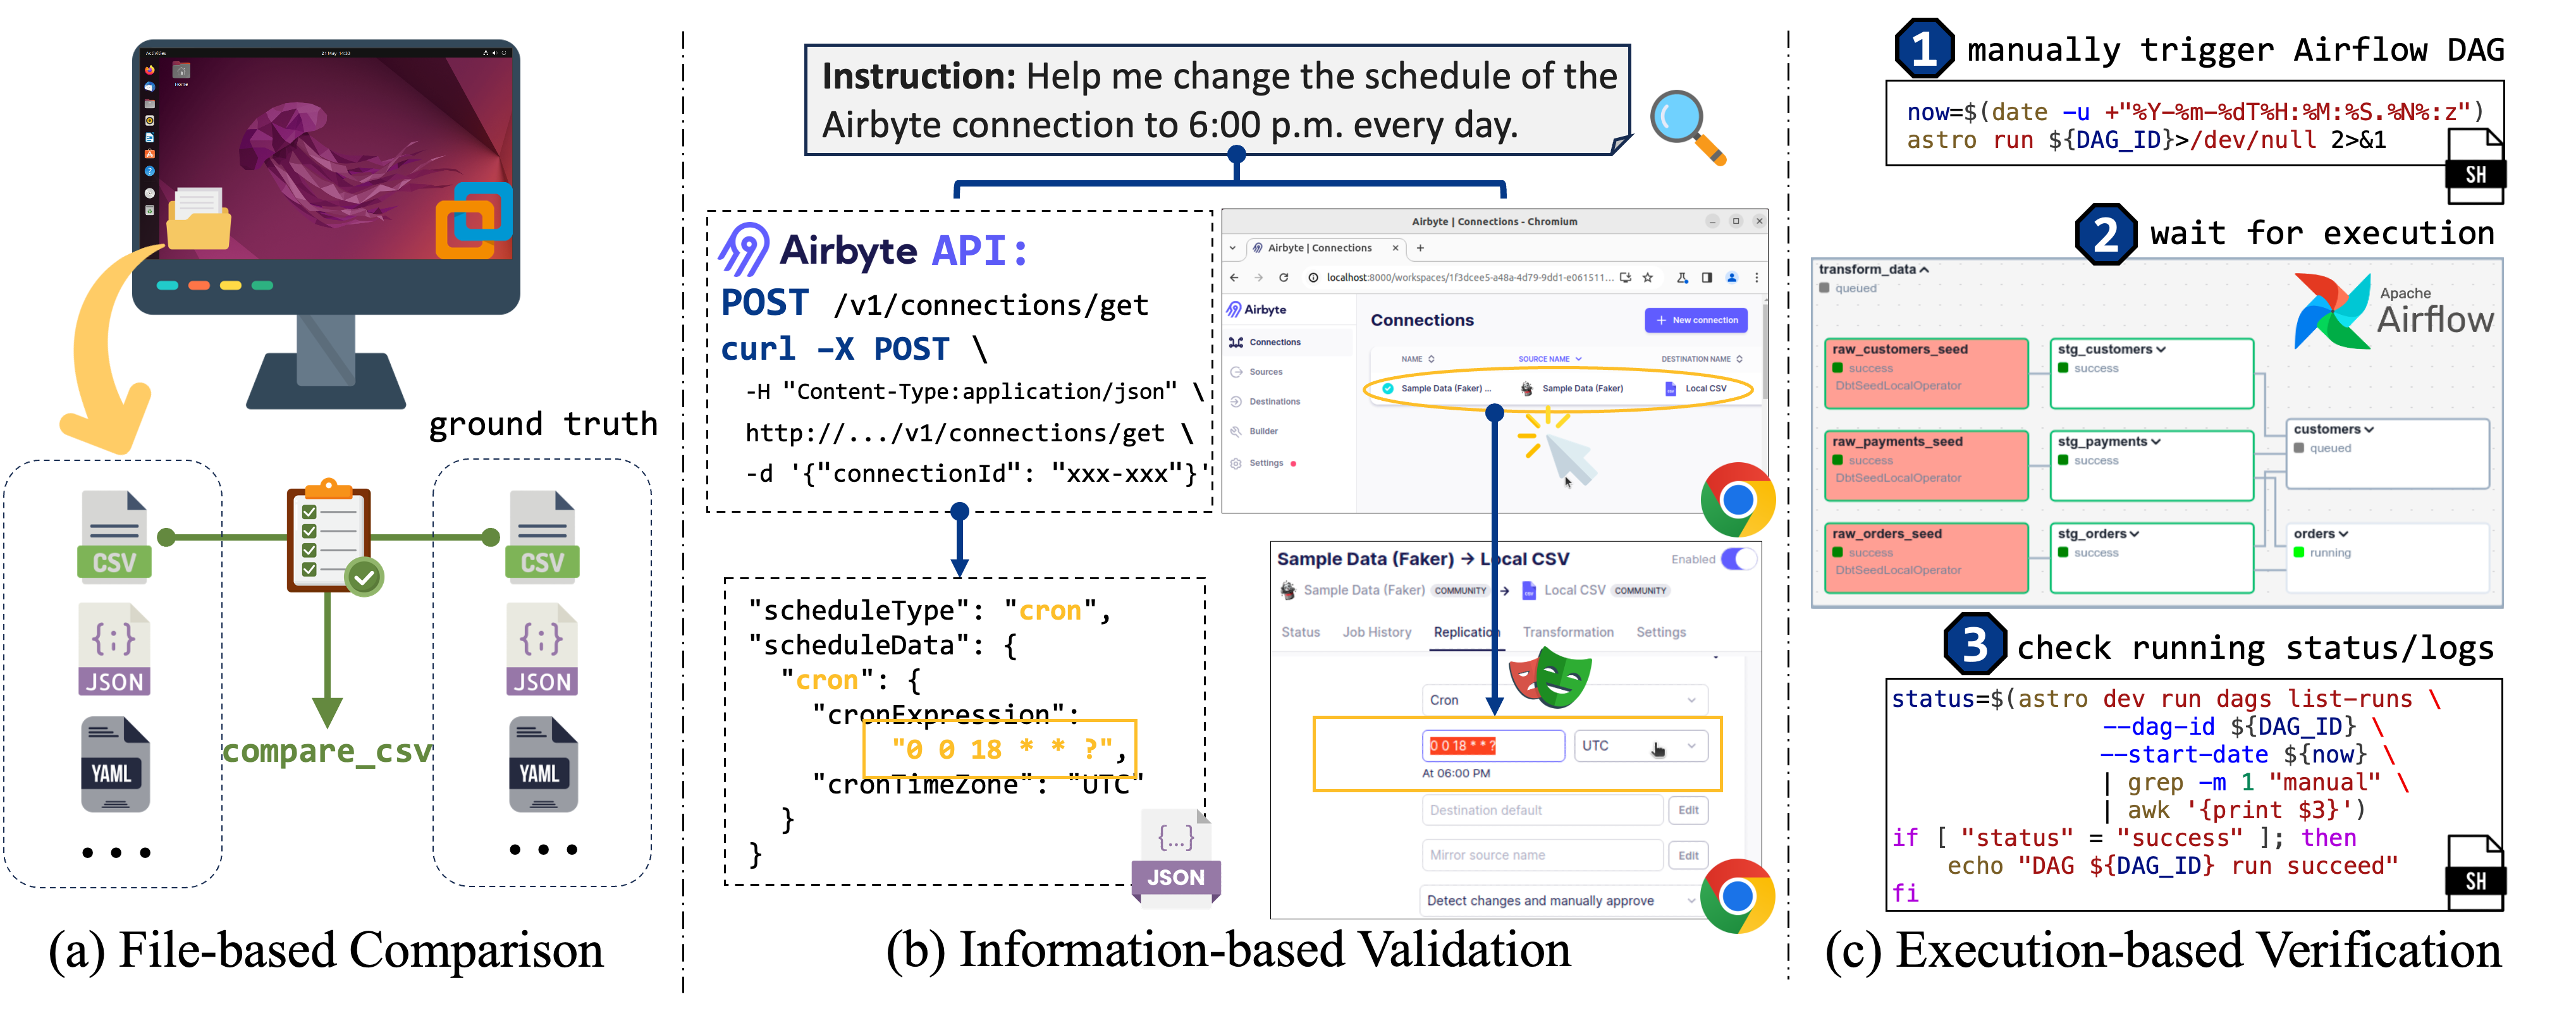 Activities
21 May 14:33
Home
ground truth
CSV
JSON
YAML
...
compare_csv
CSV
JSON
YAML
...
(a) File-based Comparison
Instruction: Help me change the schedule of the
Airbyte connection to 6:00 p.m. every day.
Airbyte API:
POST /v1/connections/get
curl –X POST \
-H "Content-Type:application/json" \
http://.../v1/connections/get \
-d '{"connectionId": "xxx-xxx"}'
"scheduleType": "cron",
"scheduleData": {
"cron": {
"cronExpression":
"0 0 18 * * ?",
"cronTimeZone": "UTC"
}
}
{...}
JSON
Airbyte | Connections - Chromium
Airbyte | Connections
localhost:8000/workspaces/1f3dcee5-a48a-4d79-9dd1-e061511...
Airbyte
Connections
Sources
Destinations
Builder
Settings
Connections
+ New connection
NAME SOURCE NAME DESTINATION NAME
Sample Data (Faker) ... Sample Data (Faker) Local CSV
Sample Data (Faker) → Local CSV Enabled
Sample Data (Faker) COMMUNITY → Local CSV COMMUNITY
Status Job History Replication Transformation Settings
Cron
0 0 18 * * ? UTC
At 06:00 PM
Destination default Edit
Mirror source name Edit
Detect changes and manually approve
(b) Information-based Validation
1 manually trigger Airflow DAG
now=$(date -u +"%Y-%m-%dT%H:%M:%S.%N%:z")
astro run ${DAG_ID}>/dev/null 2>&1
SH
2 wait for execution
transform_data
queued
Apache
Airflow
raw_customers_seed
success
DbtSeedLocalOperator
stg_customers
success
raw_payments_seed
success
DbtSeedLocalOperator
stg_payments
success
raw_orders_seed
success
DbtSeedLocalOperator
stg_orders
success
customers
queued
orders
running
3 check running status/logs
status=$(astro dev run dags list-runs \
--dag-id ${DAG_ID} \
--start-date ${now} \
| grep -m 1 "manual" \
| awk '{print $3}')
if [ "status" = "success" ]; then
echo "DAG ${DAG_ID} run succeed"
fi
SH
(c) Execution-based Verification